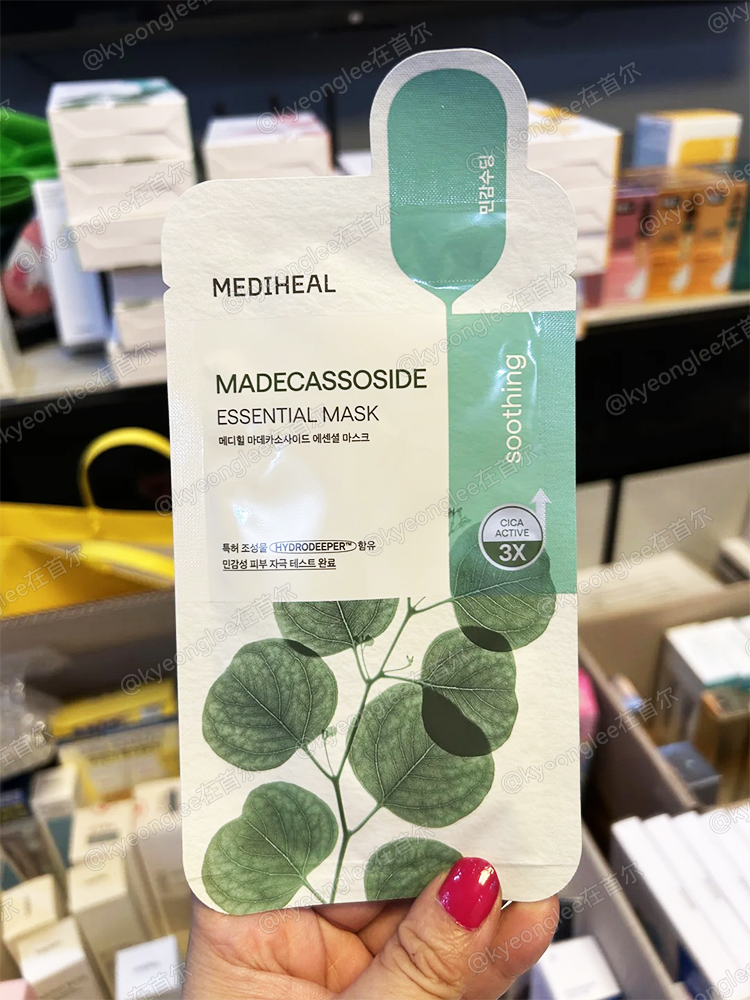 민감수딩
MEDIHEAL
MADECASSOSIDE
ESSENTIAL MASK
메디힐 마데카소사이드 에센셜 마스크
soothing
CICA
ACTIVE
3X
특허 조성물 HYDRODEEPER™ 함유
민감성 피부 자극 테스트 완료
@kyeonglee在首尔